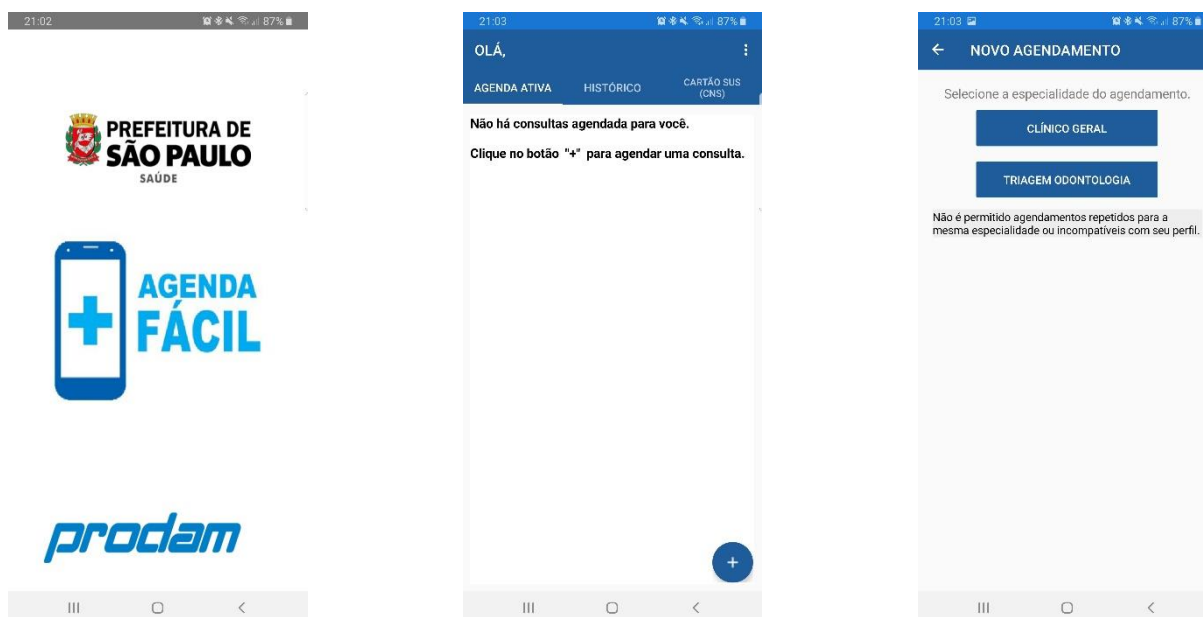 21:02
87%
PREFEITURA DE
SÃO PAULO
SAÚDE
AGENDA
FÁCIL
prodam
21:03
87%
OLÁ,
AGENDA ATIVA
HISTÓRICO
CARTÃO SUS
(CNS)
Não há consultas agendada para você.
Clique no botão "+" para agendar uma consulta.
+
21:03
87%
NOVO AGENDAMENTO
Selecione a especialidade do agendamento.
CLÍNICO GERAL
TRIAGEM ODONTOLOGIA
Não é permitido agendamentos repetidos para a
mesma especialidade ou incompatíveis com seu perfil.